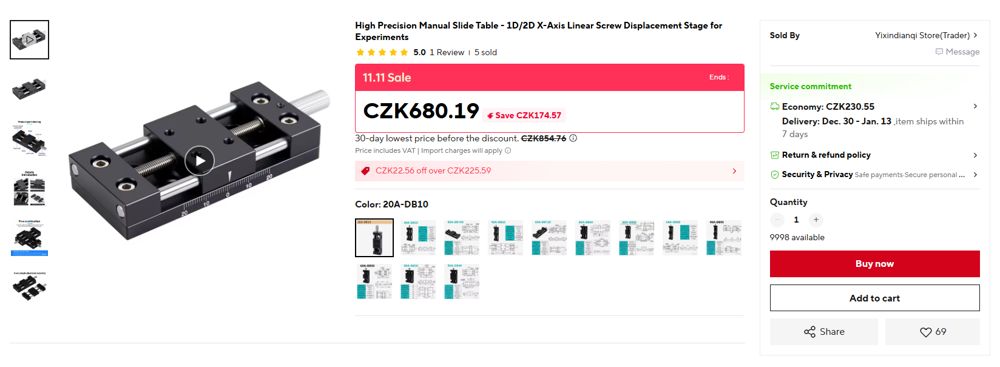 High Precision Manual Slide Table - 1D/2D X-Axis Linear Screw Displacement Stage for
Experiments
5.0 1 Review | 5 sold
11.11 Sale
Ends :
CZK680.19 Save CZK174.57
30-day lowest price before the discount. CZK854.76
Price includes VAT | Import charges will apply
CZK22.56 off over CZK225.59
Color: 20A-DB10
20 10 0 10 20
Sold By
Yixindianqi Store(Trader)
Message
Service commitment
Economy: CZK230.55
Delivery: Dec. 30 - Jan. 13 ,item ships within
7 days
Return & refund policy
Security & Privacy Safe payments·Secure personal ...
Quantity
- 1 +
9998 available
Buy now
Add to cart
Share
69